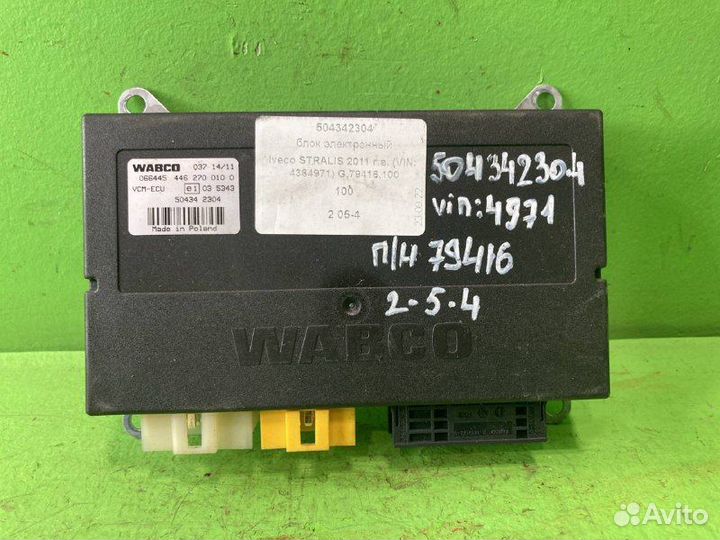 WABCO 037 14/11
066445 446 270 010 0
VCM-ECU e1 03 5343
50434 2304
Made in Poland
504342304
блок электронный
Iveco STRALIS 2011 г.в. (VIN:
4384971) G,79416,100
100
2 05-4
504342304
vin:4971
п/н 79416
2-5-4
WABCO
Avito